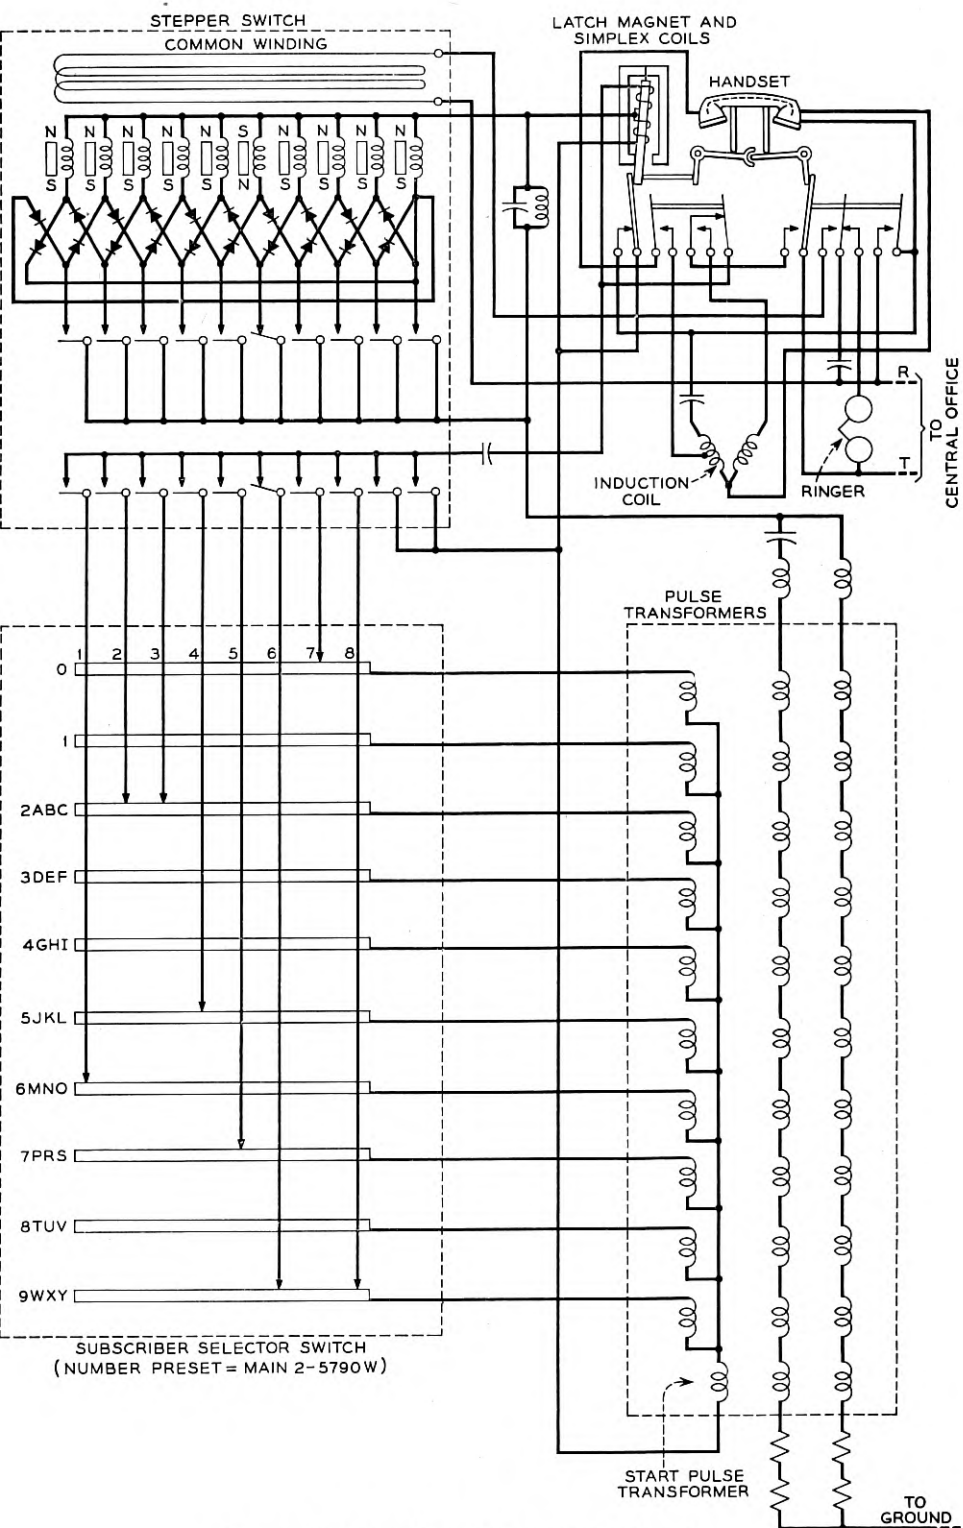 STEPPER SWITCH
COMMON WINDING
LATCH MAGNET AND
SIMPLEX COILS
HANDSET
N N N N N S N N N N
S S S S S N S S S S
R
T
TO
CENTRAL OFFICE
RINGER
INDUCTION
COIL
PULSE
TRANSFORMERS
1 2 3 4 5 6 7 8
0
1
2ABC
3DEF
4GHI
5JKL
6MNO
7PRS
8TUV
9WXY
SUBSCRIBER SELECTOR SWITCH
(NUMBER PRESET = MAIN 2-5790W)
START PULSE
TRANSFORMER
TO
GROUND